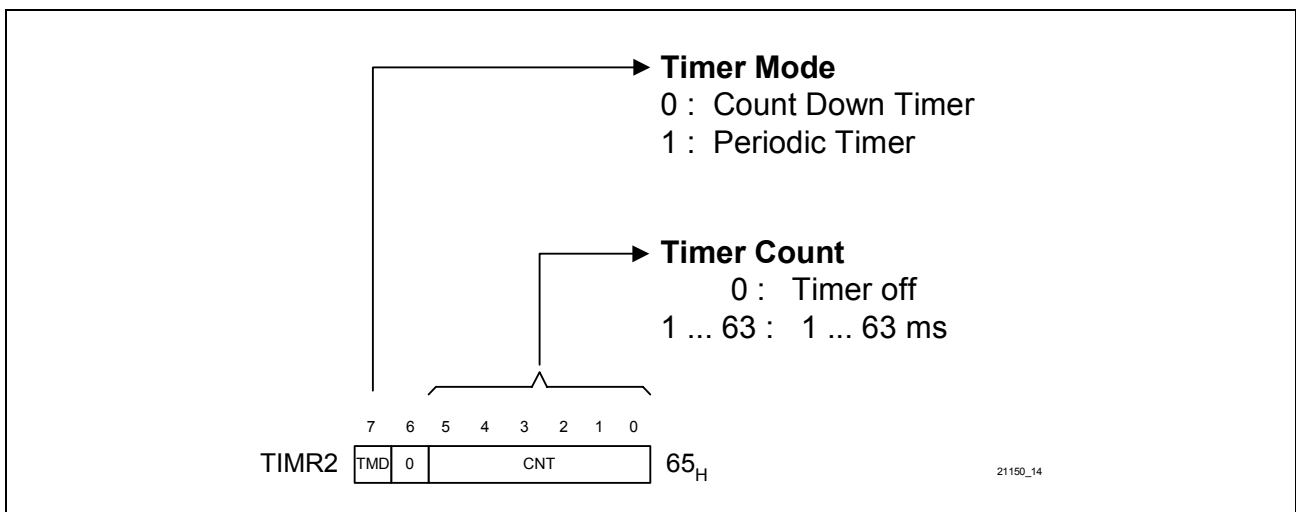 Timer Mode
0 : Count Down Timer
1 : Periodic Timer
Timer Count
0 : Timer off
1 ... 63 : 1 ... 63 ms
7 6 5 4 3 2 1 0
TIMR2 TMD 0 CNT 65H
21150_14